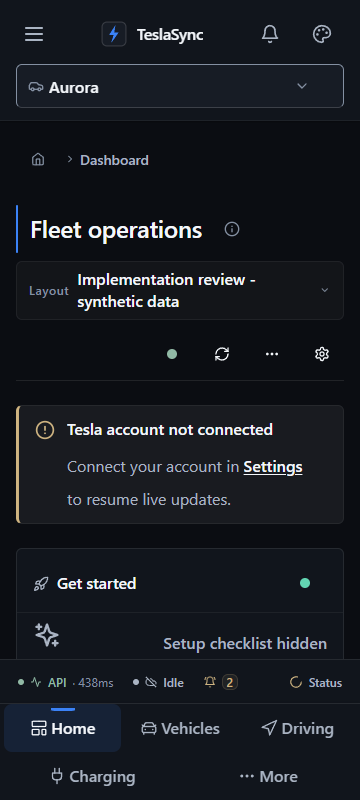 TeslaSync
Aurora
Dashboard
Fleet operations
Layout
Implementation review -
synthetic data
Tesla account not connected
Connect your account in Settings
to resume live updates.
Get started
Setup checklist hidden
API · 438ms
Idle
2
Status
Home
Vehicles
Driving
Charging
More